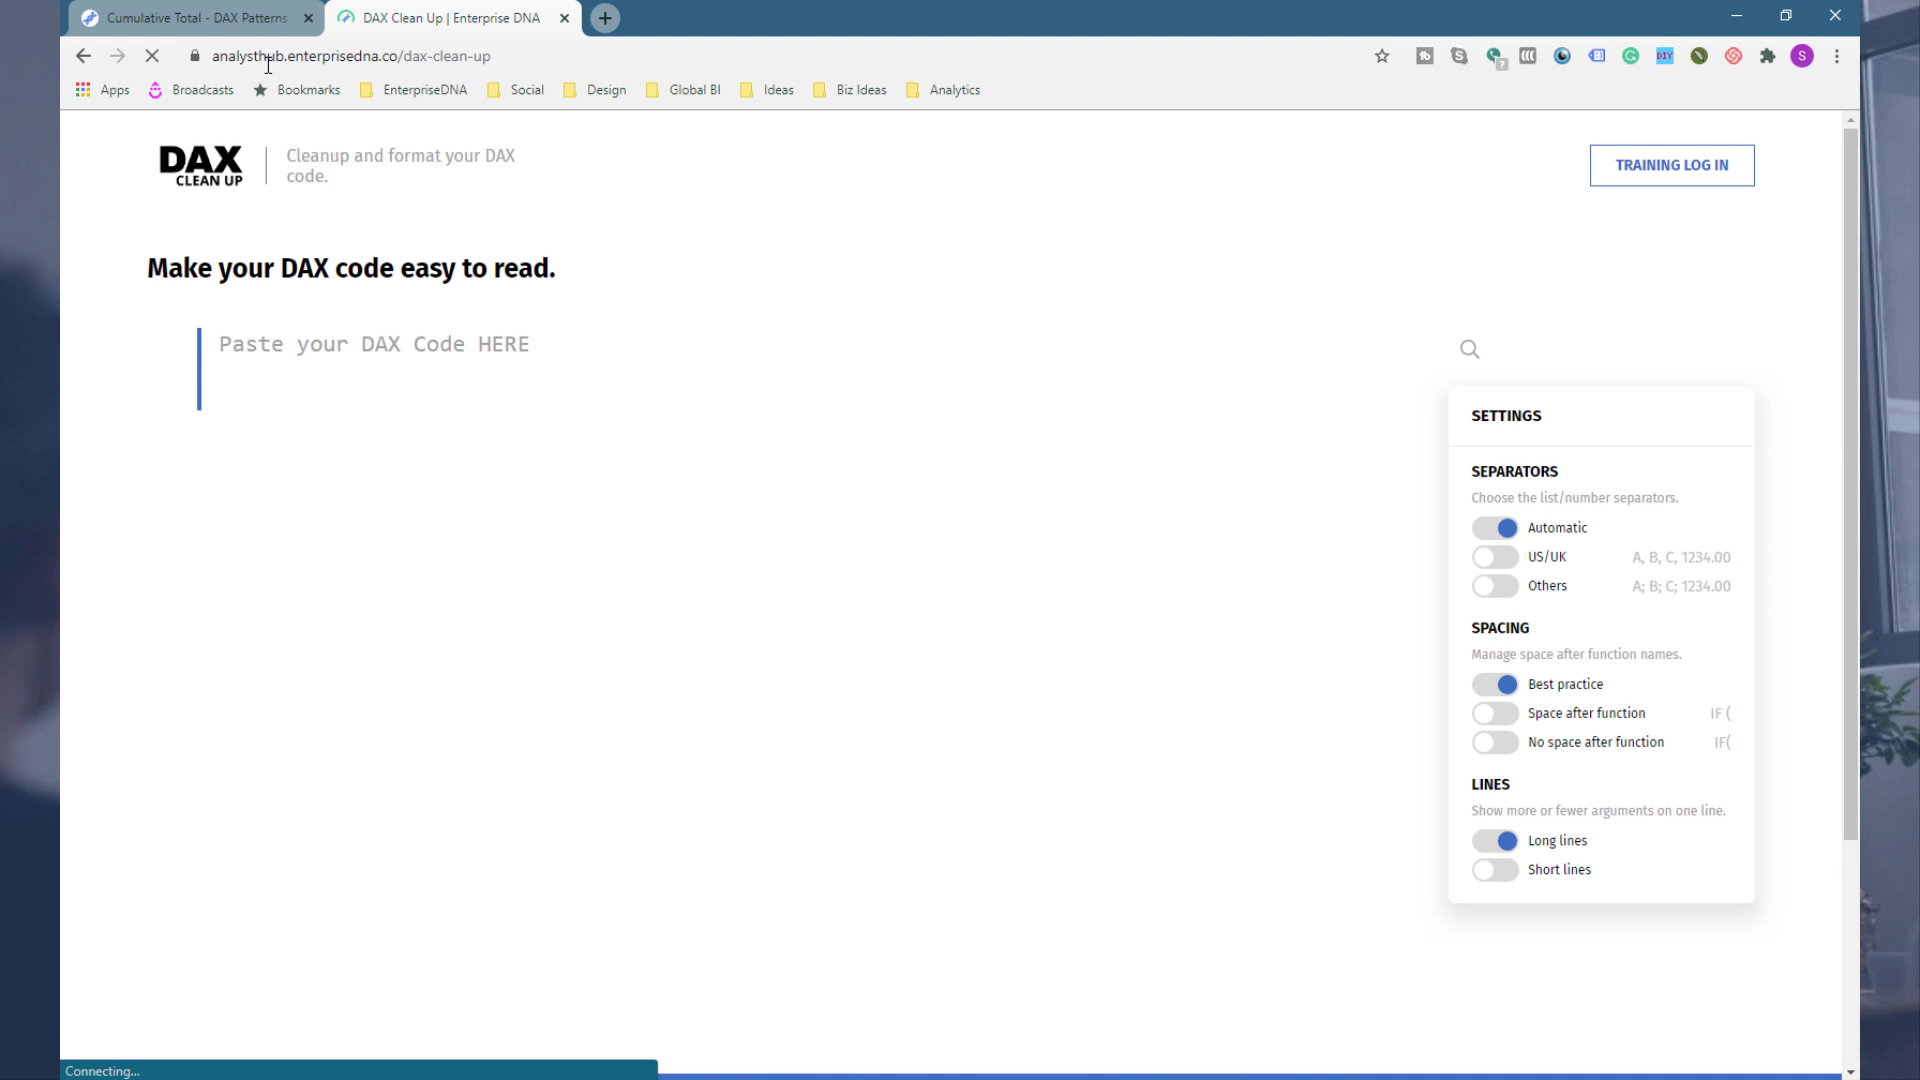 Cumulative Total - DAX Patterns
DAX Clean Up | Enterprise DNA
analysthub.enterprisedna.co/dax-clean-up
Apps
Broadcasts
Bookmarks
EnterpriseDNA
Social
Design
Global BI
Ideas
Biz Ideas
Analytics
DIY
S
DAX
CLEAN UP
Cleanup and format your DAX
code.
TRAINING LOG IN
Make your DAX code easy to read.
Paste your DAX Code HERE
SETTINGS
SEPARATORS
Choose the list/number separators.
Automatic
US/UK A, B, C, 1234.00
Others A; B; C; 1234.00
SPACING
Manage space after function names.
Best practice
Space after function IF (
No space after function IF(
LINES
Show more or fewer arguments on one line.
Long lines
Short lines
Connecting...